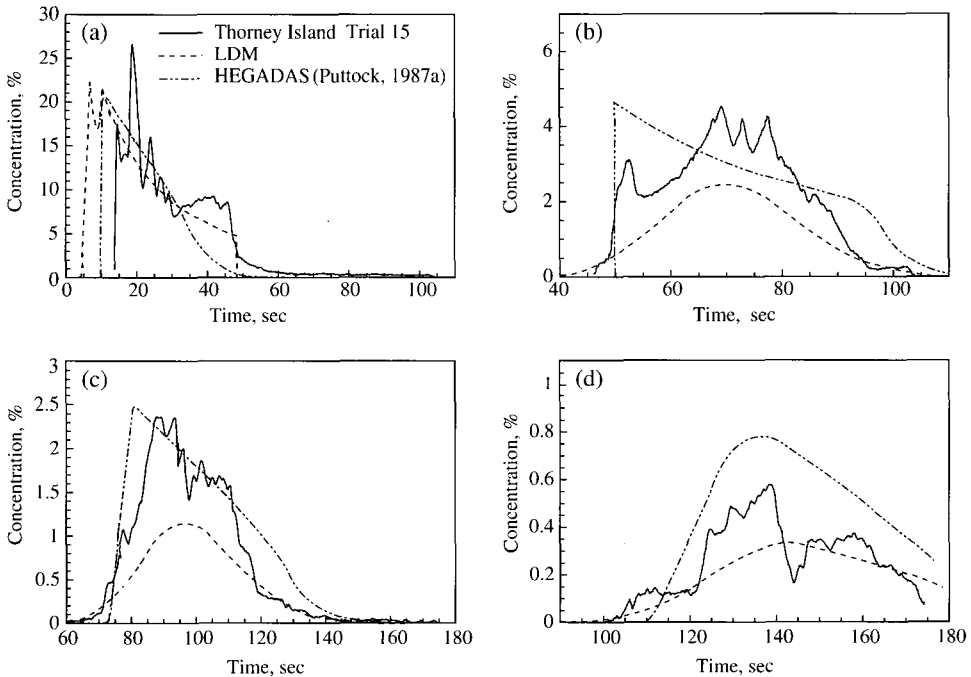 (a)
Thorney Island Trial 15
LDM
HEGADAS (Puttock, 1987a)
Concentration, %
30
25
20
15
10
5
0
0 20 40 60 80 100
Time, sec
(b)
Concentration, %
6
4
2
0
40 60 80 100
Time, sec
(c)
Concentration, %
3
2.5
2
1.5
1
0.5
0
60 80 100 120 140 160 180
Time, sec
(d)
Concentration, %
1
0.8
0.6
0.4
0.2
0
100 120 140 160 180
Time, sec